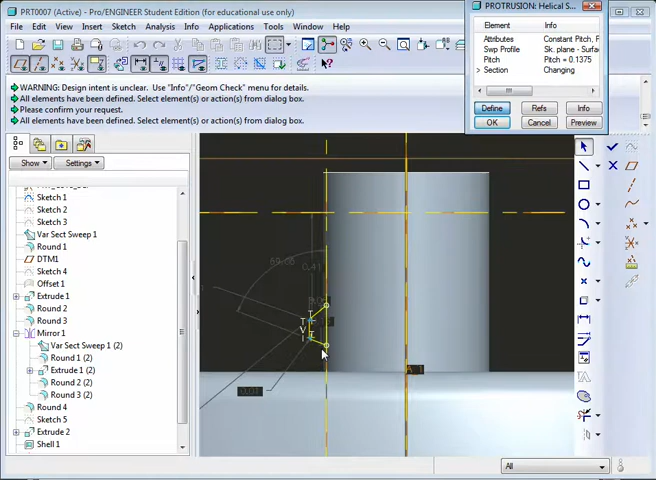 PRT0007 (Active) - Pro/ENGINEER Student Edition (for educational use only)
File Edit View Insert Sketch Analysis Info Applications Tools Window Help
WARNING: Design intent is unclear. Use "Info"/"Geom Check" menu for details.
All elements have been defined. Select element(s) or action(s) from dialog box.
Please confirm your request.
All elements have been defined. Select element(s) or action(s) from dialog box.
PROTRUSION: Helical S...
Element Info
Attributes Constant Pitch, F
Swp Profile Sk. plane - Surfa
Pitch Pitch = 0.1375
> Section Changing
Define Refs Info
OK Cancel Preview
Show Settings
Sketch 1
Sketch 2
Sketch 3
Var Sect Sweep 1
Round 1
DTM1
Sketch 4
Offset 1
Extrude 1
Round 2
Round 3
Mirror 1
Var Sect Sweep 1 (2)
Round 1 (2)
Extrude 1 (2)
Round 2 (2)
Round 3 (2)
Round 4
Sketch 5
Extrude 2
Shell 1
0.41
T
T
V
All